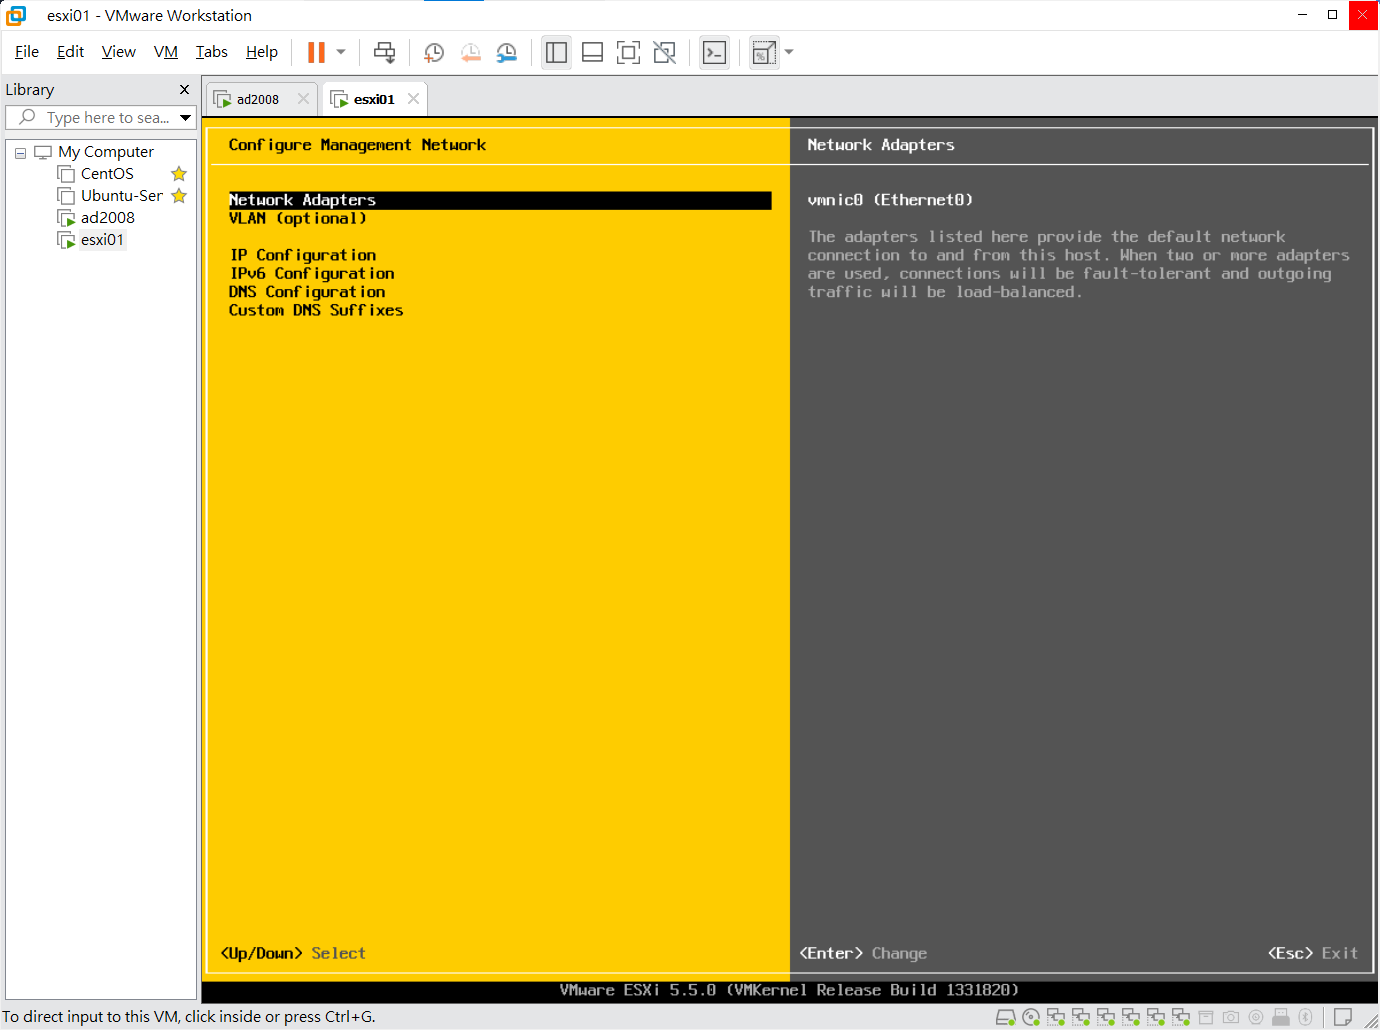 esxi01 - VMware Workstation
File Edit View VM Tabs Help
Library
Type here to sea...
My Computer
CentOS
Ubuntu-Ser
ad2008
esxi01
ad2008
esxi01
Configure Management Network
Network Adapters
VLAN (optional)
IP Configuration
IPv6 Configuration
DNS Configuration
Custom DNS Suffixes
<Up/Down> Select
Network Adapters
vmnic0 (Ethernet0)
The adapters listed here provide the default network
connection to and from this host. When two or more adapters
are used, connections will be fault-tolerant and outgoing
traffic will be load-balanced.
<Enter> Change
<Esc> Exit
VMware ESXi 5.5.0 (VMKernel Release Build 1331820)
To direct input to this VM, click inside or press Ctrl+G.